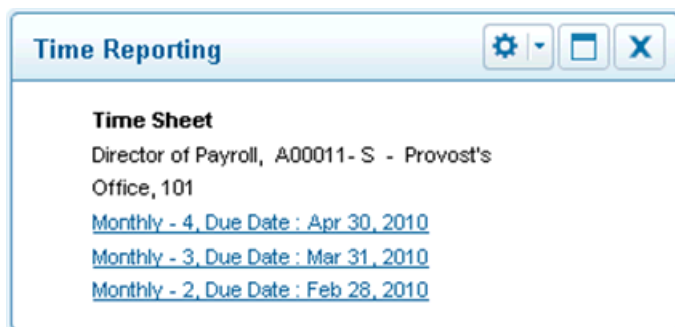 Time Reporting
Time Sheet
Director of Payroll, A00011- S - Provost's
Office, 101
Monthly - 4, Due Date : Apr 30, 2010
Monthly - 3, Due Date : Mar 31, 2010
Monthly - 2, Due Date : Feb 28, 2010